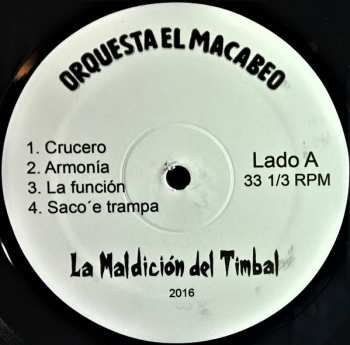 ORQUESTA EL MACABEO
1. Crucero
2. Armonía
3. La función
4. Saco´e trampa
Lado A
33 1/3 RPM
La Maldición del Timbal
2016